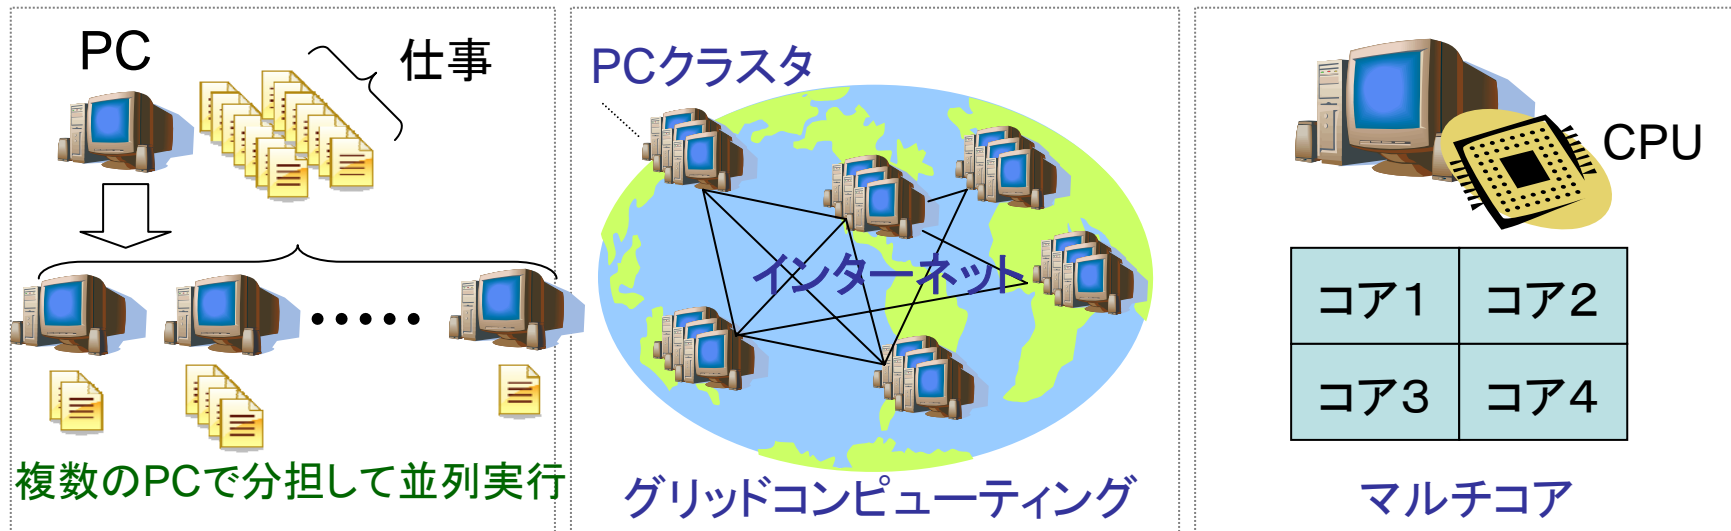 PC
仕事
複数のPCで分担して並列実行
PCクラスタ
インターネット
グリッドコンピューティング
CPU
コア1
コア2
コア3
コア4
マルチコア